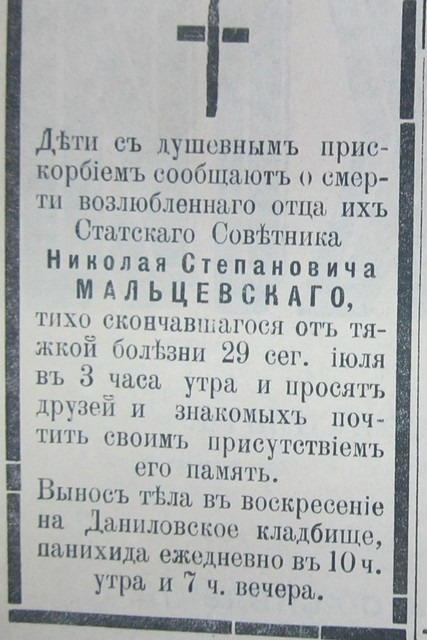 Дѣти съ душевнымъ прис-
корбіемъ сообщаютъ о смер-
ти возлюбленнаго отца ихъ
Статскаго Совѣтника
Николая Степановича
МАЛЬЦЕВСКАГО,
тихо скончавшагося отъ тя-
жкой болѣзни 29 сег. іюля
въ 3 часа утра и просятъ
друзей и знакомыхъ поч-
тить своимъ присутствіемъ
его память.
Выносъ тѣла въ воскресеніе
на Даниловское кладбище,
панихида ежедневно въ 10 ч.
утра и 7 ч. вечера.